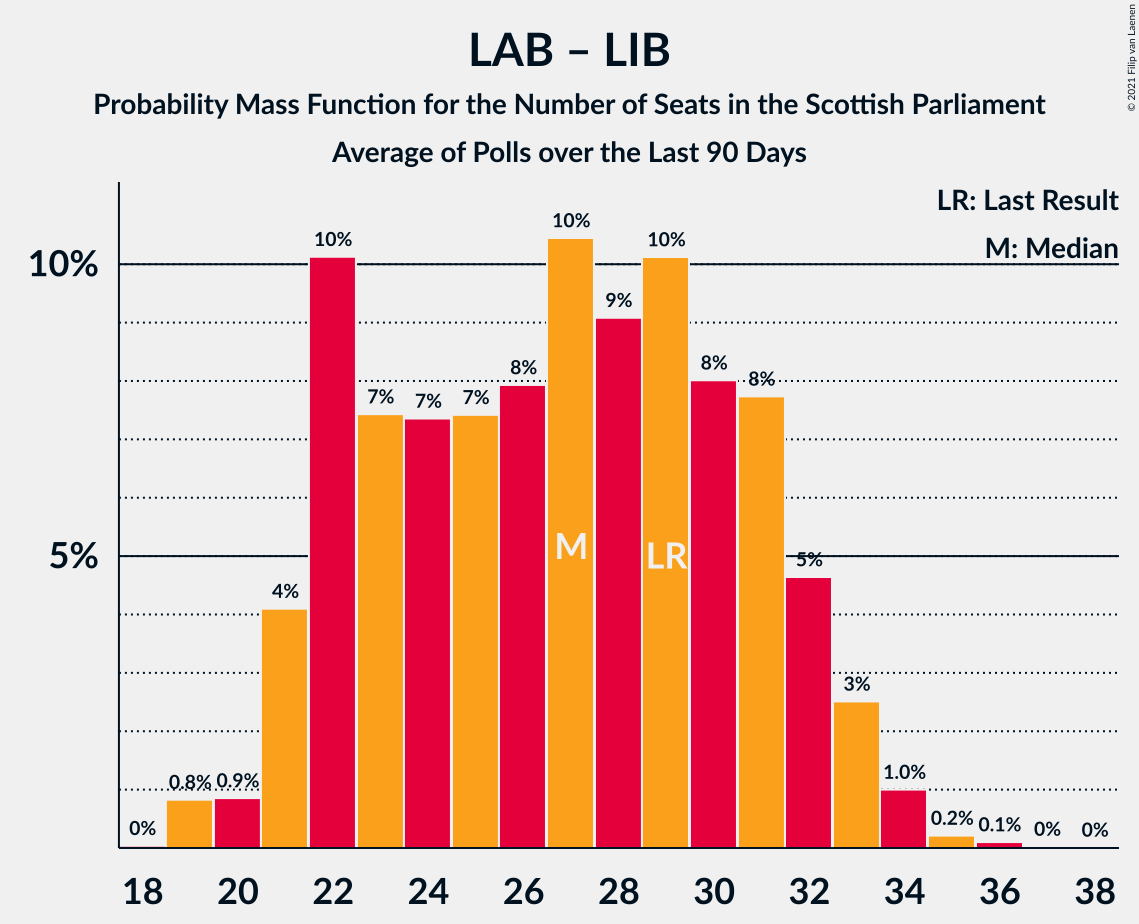 LAB – LIB
Probability Mass Function for the Number of Seats in the Scottish Parliament
Average of Polls over the Last 90 Days
© 2021 Filip van Laenen
LR: Last Result
M: Median
10%
5%
0%
0.8%
0.9%
4%
10%
7%
7%
7%
8%
10%
9%
10%
8%
8%
5%
3%
1.0%
0.2%
0.1%
0%
0%
M
LR
18 20 22 24 26 28 30 32 34 36 38